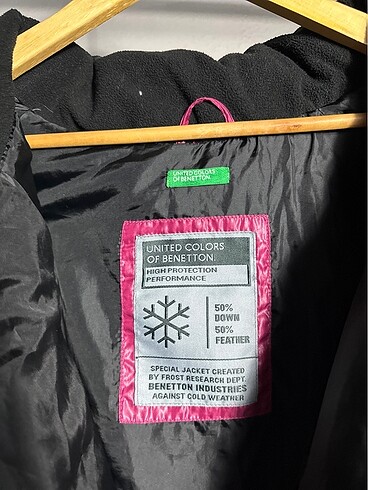 UNITED COLORS
OF BENETTON.
UNITED COLORS
OF BENETTON.
HIGH PROTECTION
PERFORMANCE
50%
DOWN
50%
FEATHER
SPECIAL JACKET CREATED
BY FROST RESEARCH DEPT.
BENETTON INDUSTRIES
AGAINST COLD WEATHER